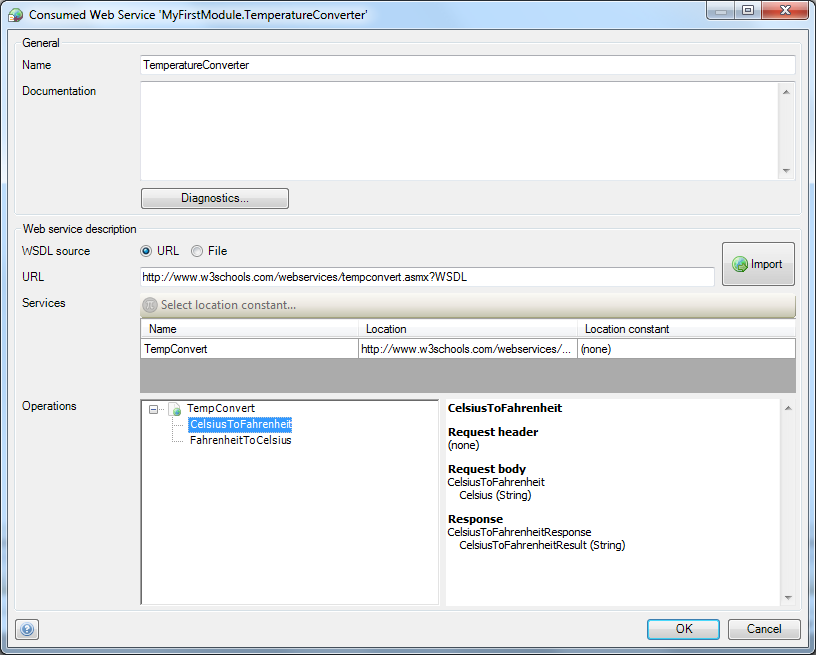 Consumed Web Service 'MyFirstModule.TemperatureConverter'
General
Name TemperatureConverter
Documentation
Diagnostics...
Web service description
WSDL source URL File
Import
URL http://www.w3schools.com/webservices/tempconvert.asmx?WSDL
Services Select location constant...
Name Location Location constant
TempConvert http://www.w3schools.com/webservices/... (none)
Operations
TempConvert
CelsiusToFahrenheit
FahrenheitToCelsius
CelsiusToFahrenheit
Request header
(none)
Request body
CelsiusToFahrenheit
Celsius (String)
Response
CelsiusToFahrenheitResponse
CelsiusToFahrenheitResult (String)
OK Cancel